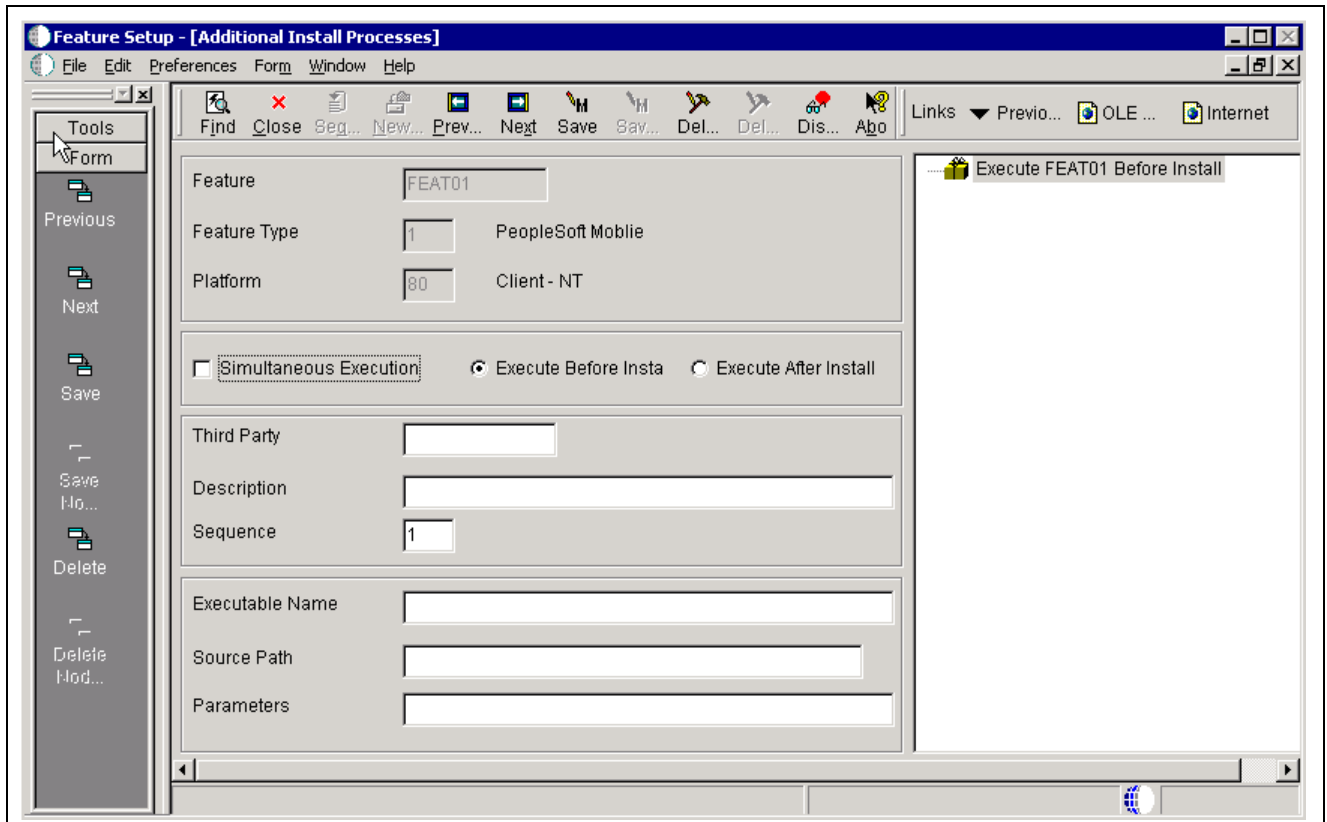 Feature Setup - [Additional Install Processes]
File Edit Preferences Form Window Help
Find Close Seq... New... Prev... Next Save Sav... Del... Del... Dis... Abo
Links Previo... OLE ... Internet
Tools
Form
Previous
Next
Save
Save
No...
Delete
Delete
Nod...
Feature FEAT01
Feature Type 1 PeopleSoft Moblie
Platform 80 Client - NT
Simultaneous Execution Execute Before Insta Execute After Install
Third Party
Description
Sequence 1
Executable Name
Source Path
Parameters
Execute FEAT01 Before Install